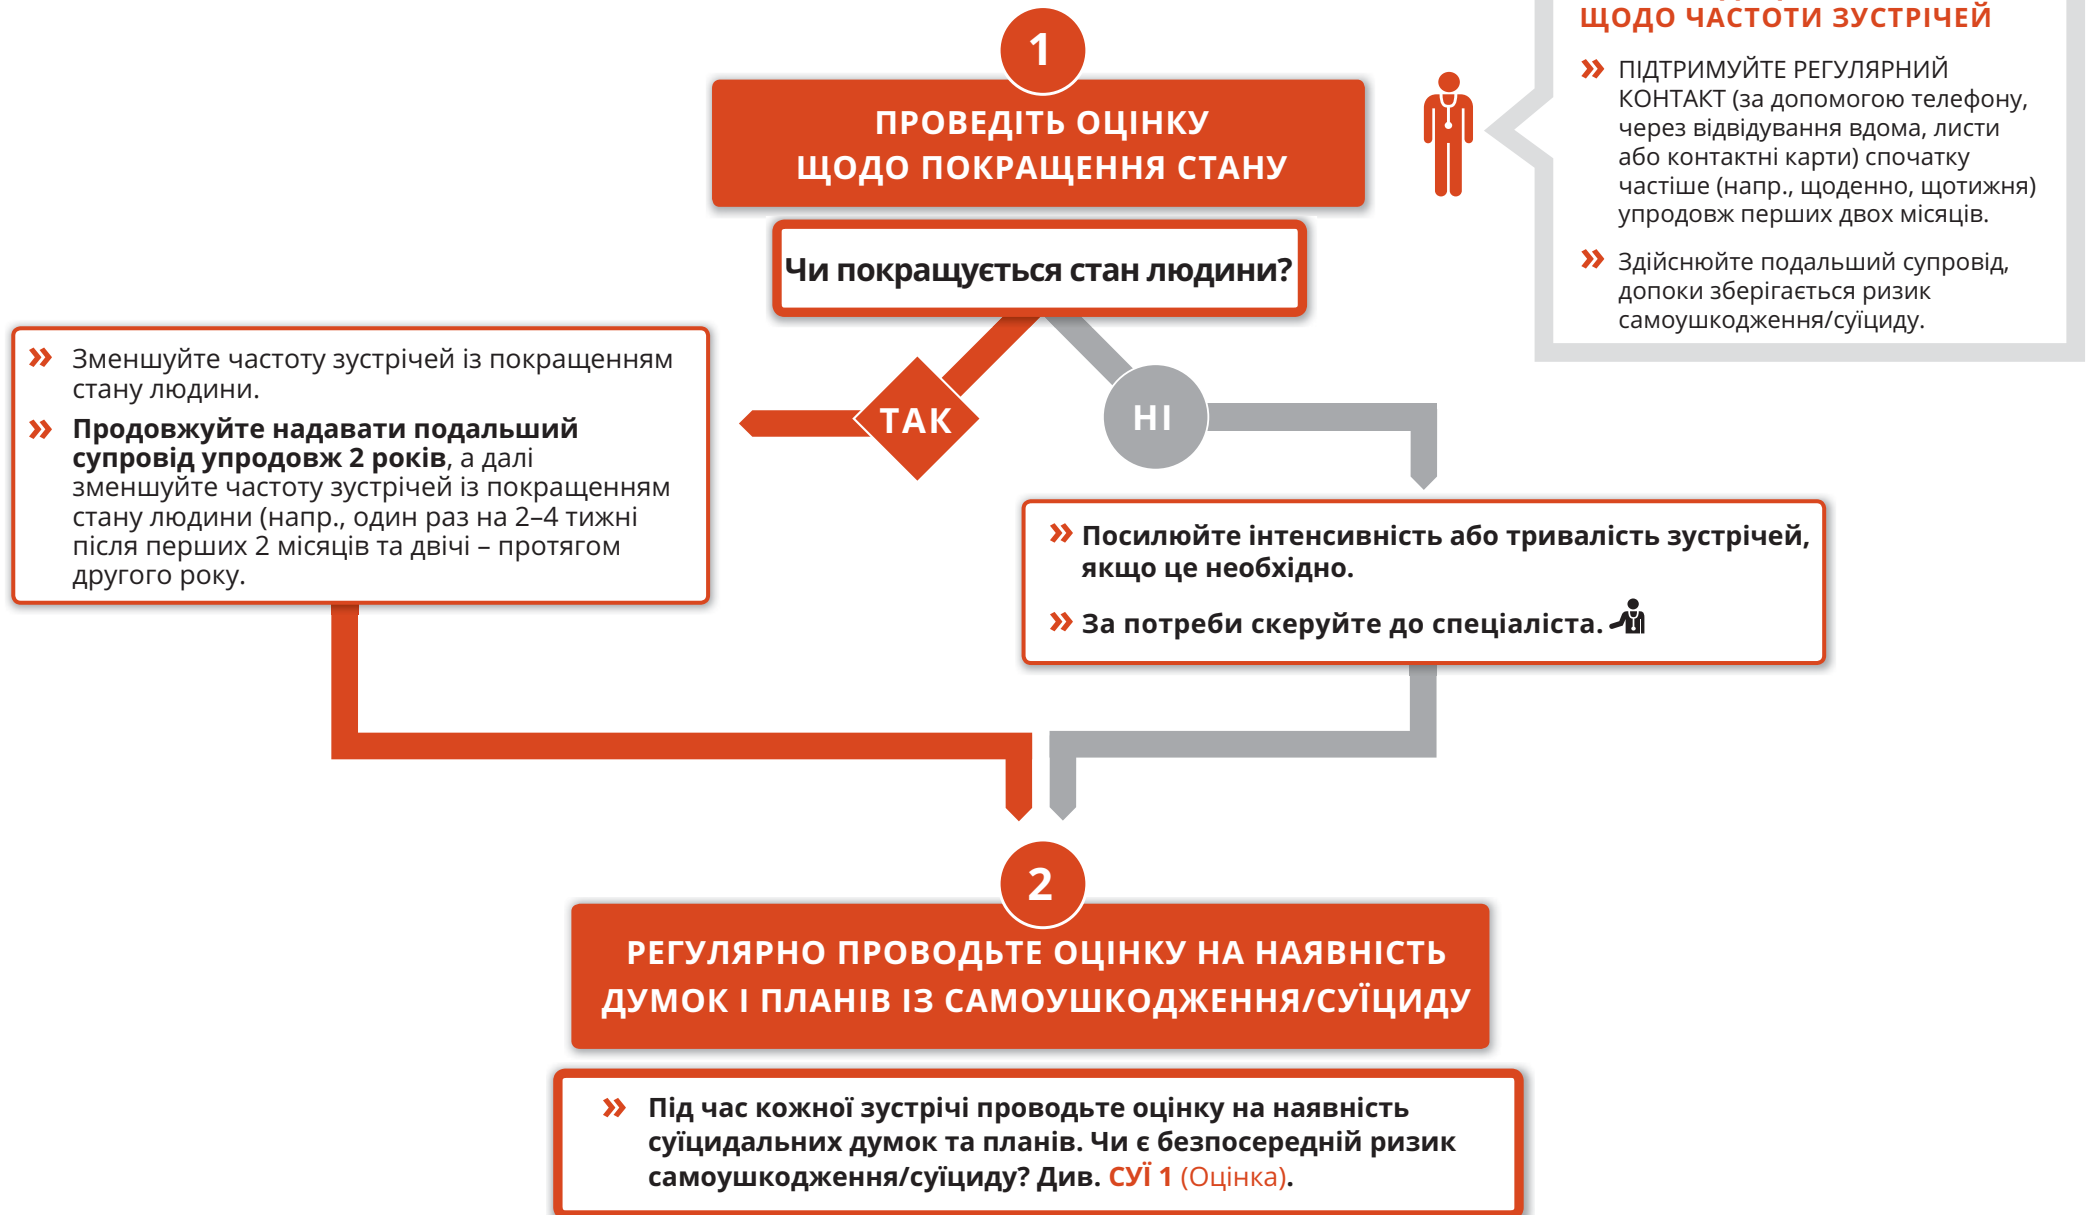 1
ПРОВЕДІТЬ ОЦІНКУ
ЩОДО ПОКРАЩЕННЯ СТАНУ
ЩОДО ЧАСТОТИ ЗУСТРІЧЕЙ
» ПІДТРИМУЙТЕ РЕГУЛЯРНИЙ
КОНТАКТ (за допомогою телефону,
через відвідування вдома, листи
або контактні карти) спочатку
частіше (напр., щоденно, щотижня)
упродовж перших двох місяців.
» Здійснюйте подальший супровід,
допоки зберігається ризик
самоушкодження/суїциду.
Чи покращується стан людини?
ТАК
НІ
» Зменшуйте частоту зустрічей із покращенням
стану людини.
» Продовжуйте надавати подальший
супровід упродовж 2 років, а далі
зменшуйте частоту зустрічей із покращенням
стану людини (напр., один раз на 2–4 тижні
після перших 2 місяців та двічі – протягом
другого року.
» Посилюйте інтенсивність або тривалість зустрічей,
якщо це необхідно.
» За потреби скеруйте до спеціаліста.
2
РЕГУЛЯРНО ПРОВОДЬТЕ ОЦІНКУ НА НАЯВНІСТЬ
ДУМОК І ПЛАНІВ ІЗ САМОУШКОДЖЕННЯ/СУЇЦИДУ
» Під час кожної зустрічі проводьте оцінку на наявність
суїцидальних думок та планів. Чи є безпосередній ризик
самоушкодження/суїциду? Див. СУЇ 1 (Оцінка).